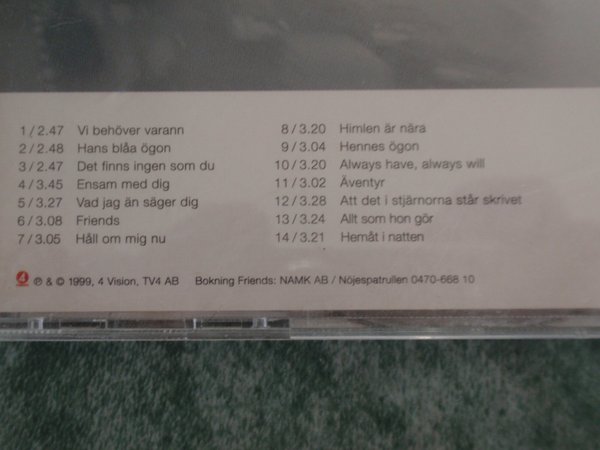 1/2.47 Vi behöver varann
2/2.48 Hans blåa ögon
3/2.47 Det finns ingen som du
4/3.45 Ensam med dig
5/3.27 Vad jag än säger dig
6/3.08 Friends
7/3.05 Håll om mig nu
8/3.20 Himlen är nära
9/3.04 Hennes ögon
10/3.20 Always have, always will
11/3.02 Äventyr
12/3.28 Att det i stjärnorna står skrivet
13/3.24 Allt som hon gör
14/3.21 Hemåt i natten
4 ℗ & © 1999, 4 Vision, TV4 AB Bokning Friends: NAMK AB / Nöjespatrullen 0470-668 10